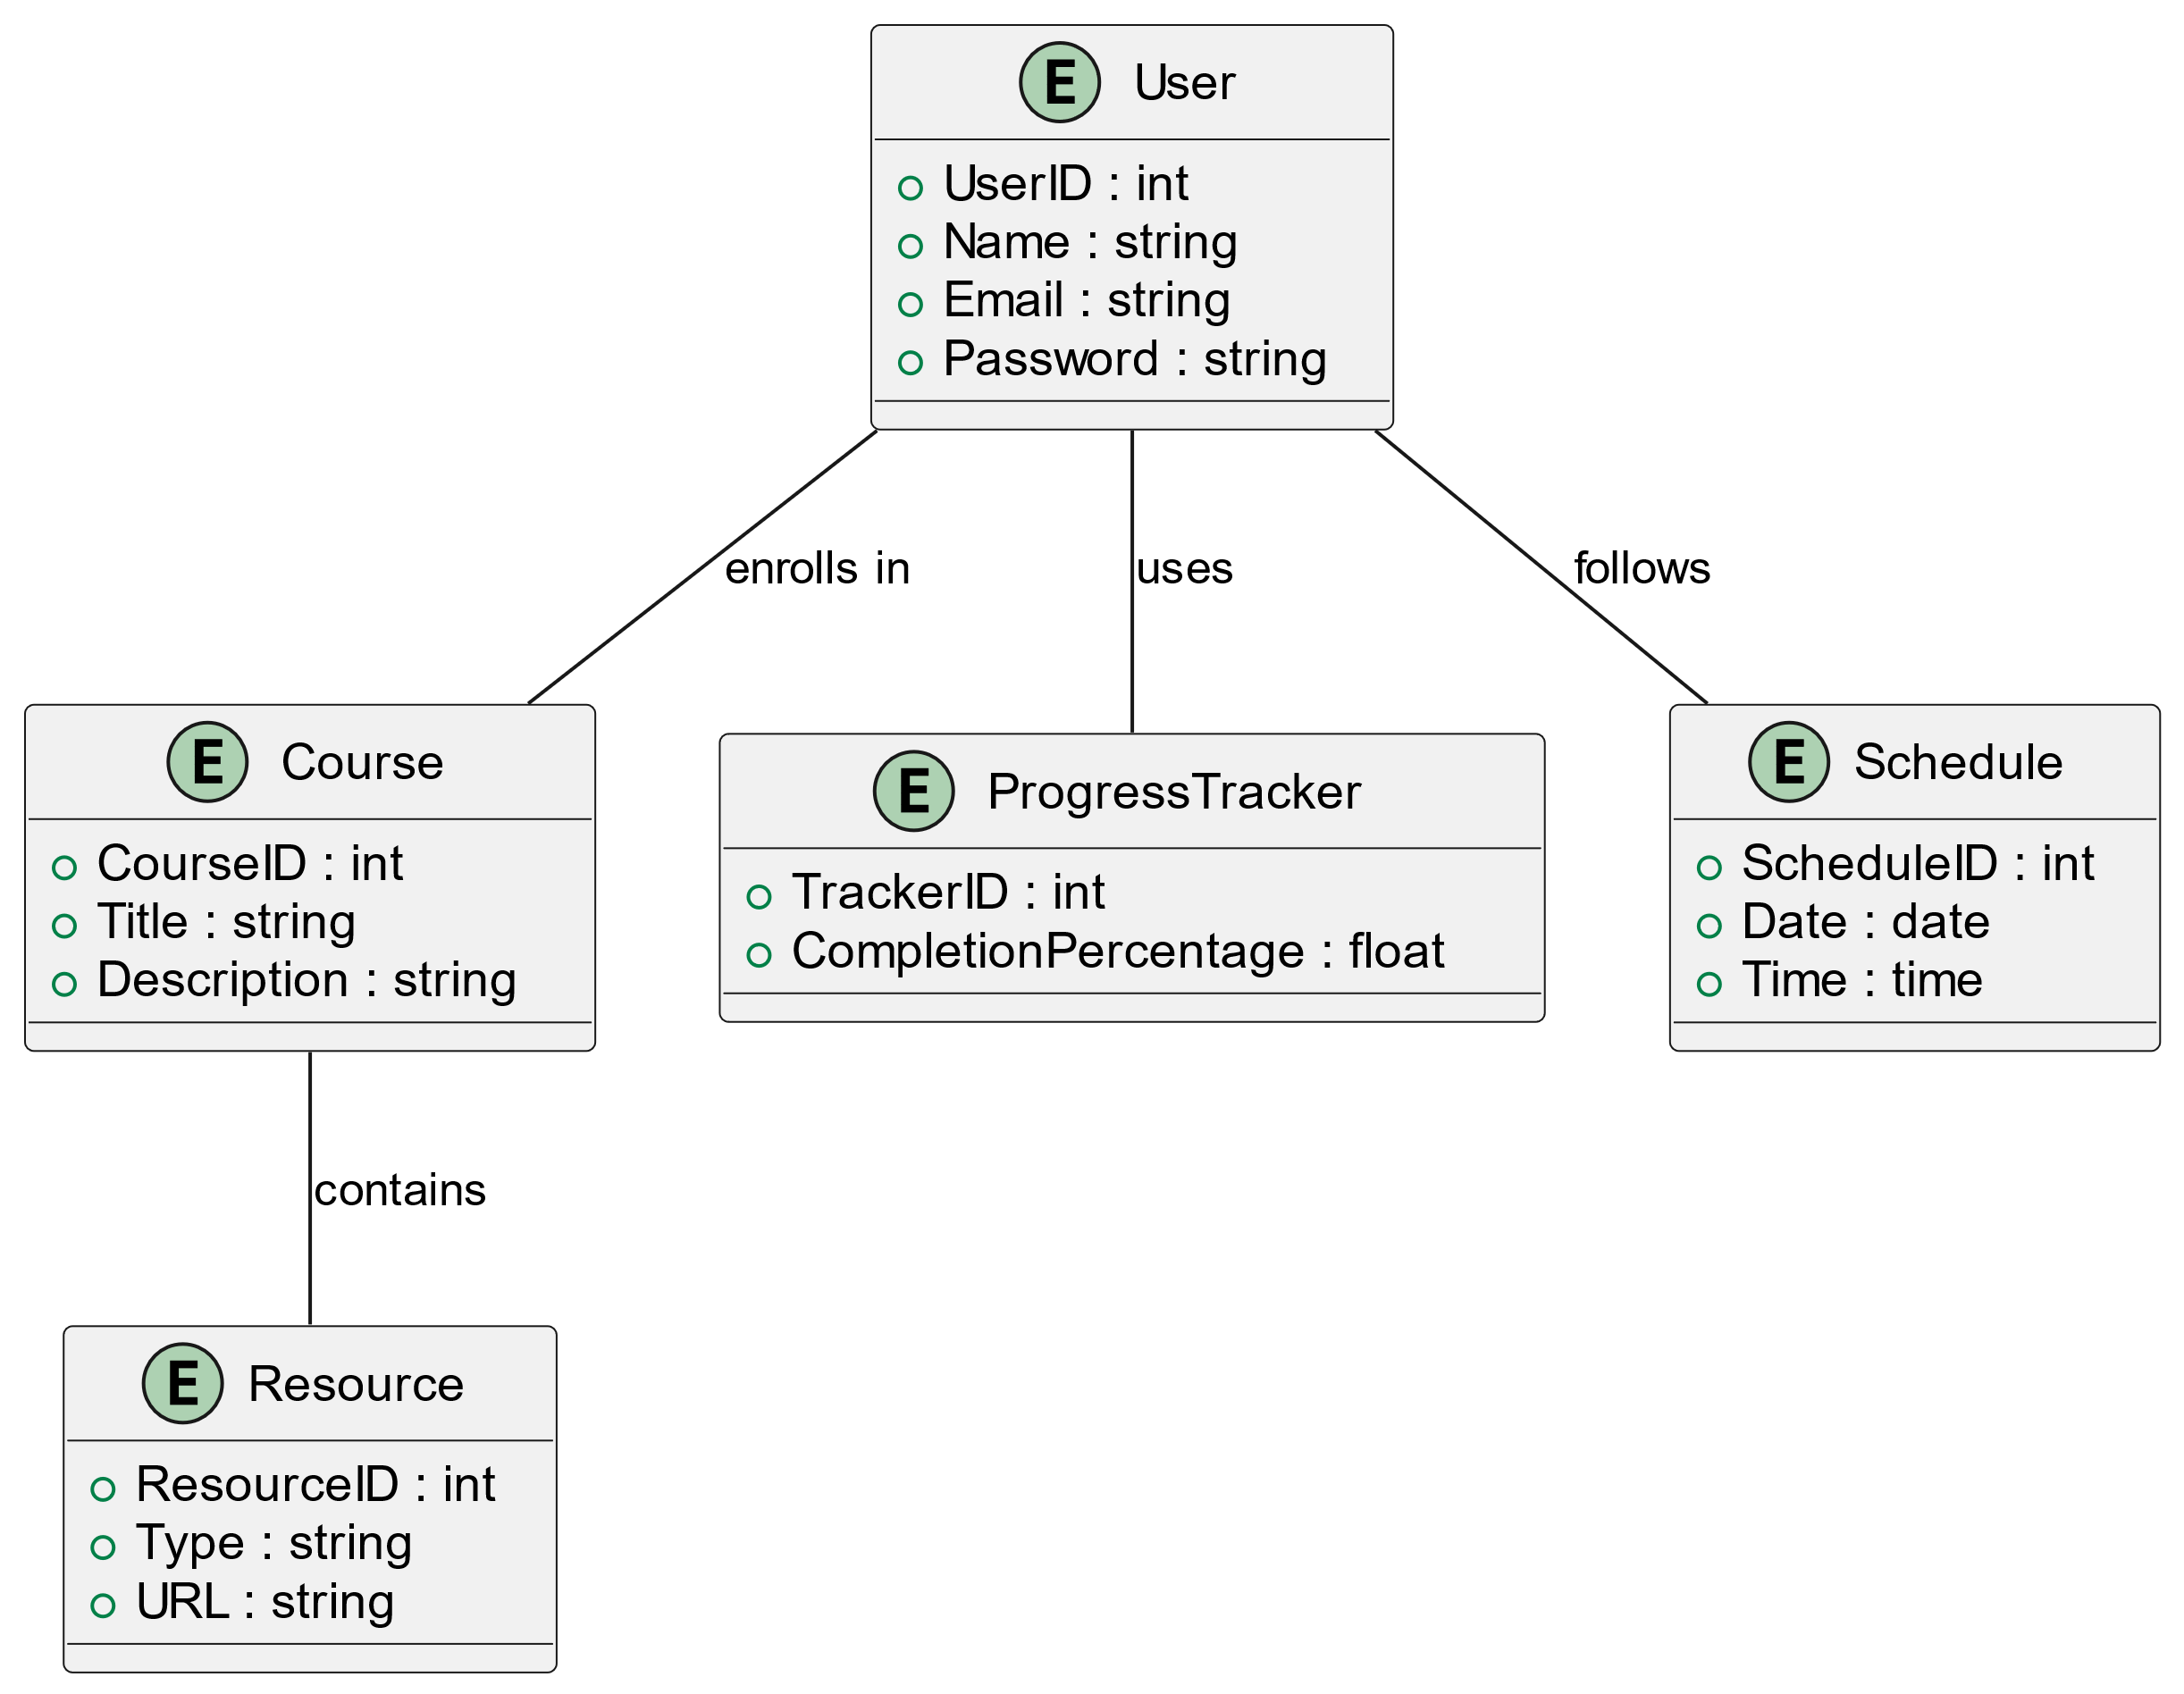 E User
UserID : int
Name : string
Email : string
Password : string
enrolls in
uses
follows
E Course
CourseID : int
Title : string
Description : string
E ProgressTracker
TrackerID : int
CompletionPercentage : float
E Schedule
ScheduleID : int
Date : date
Time : time
contains
E Resource
ResourceID : int
Type : string
URL : string